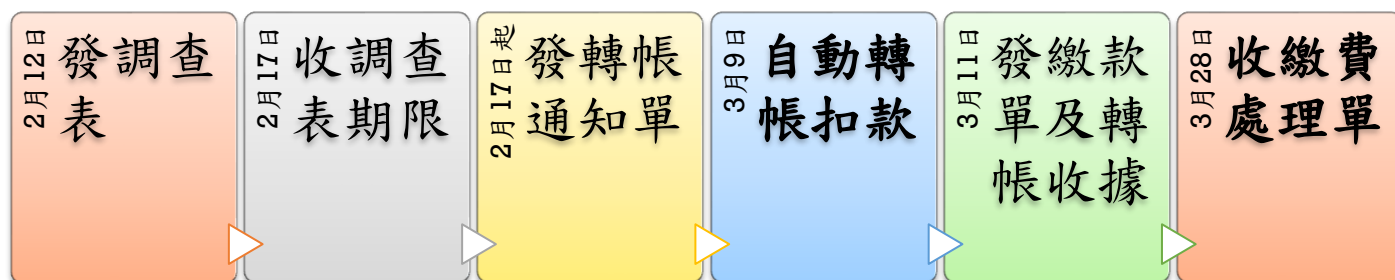 2月12日
發調查
表
2月17日
收調查
表期限
2月17日起
發轉帳
通知單
3月9日
自動轉
帳扣款
3月11日
發繳款
單及轉
帳收據
3月28日
收繳費
處理單